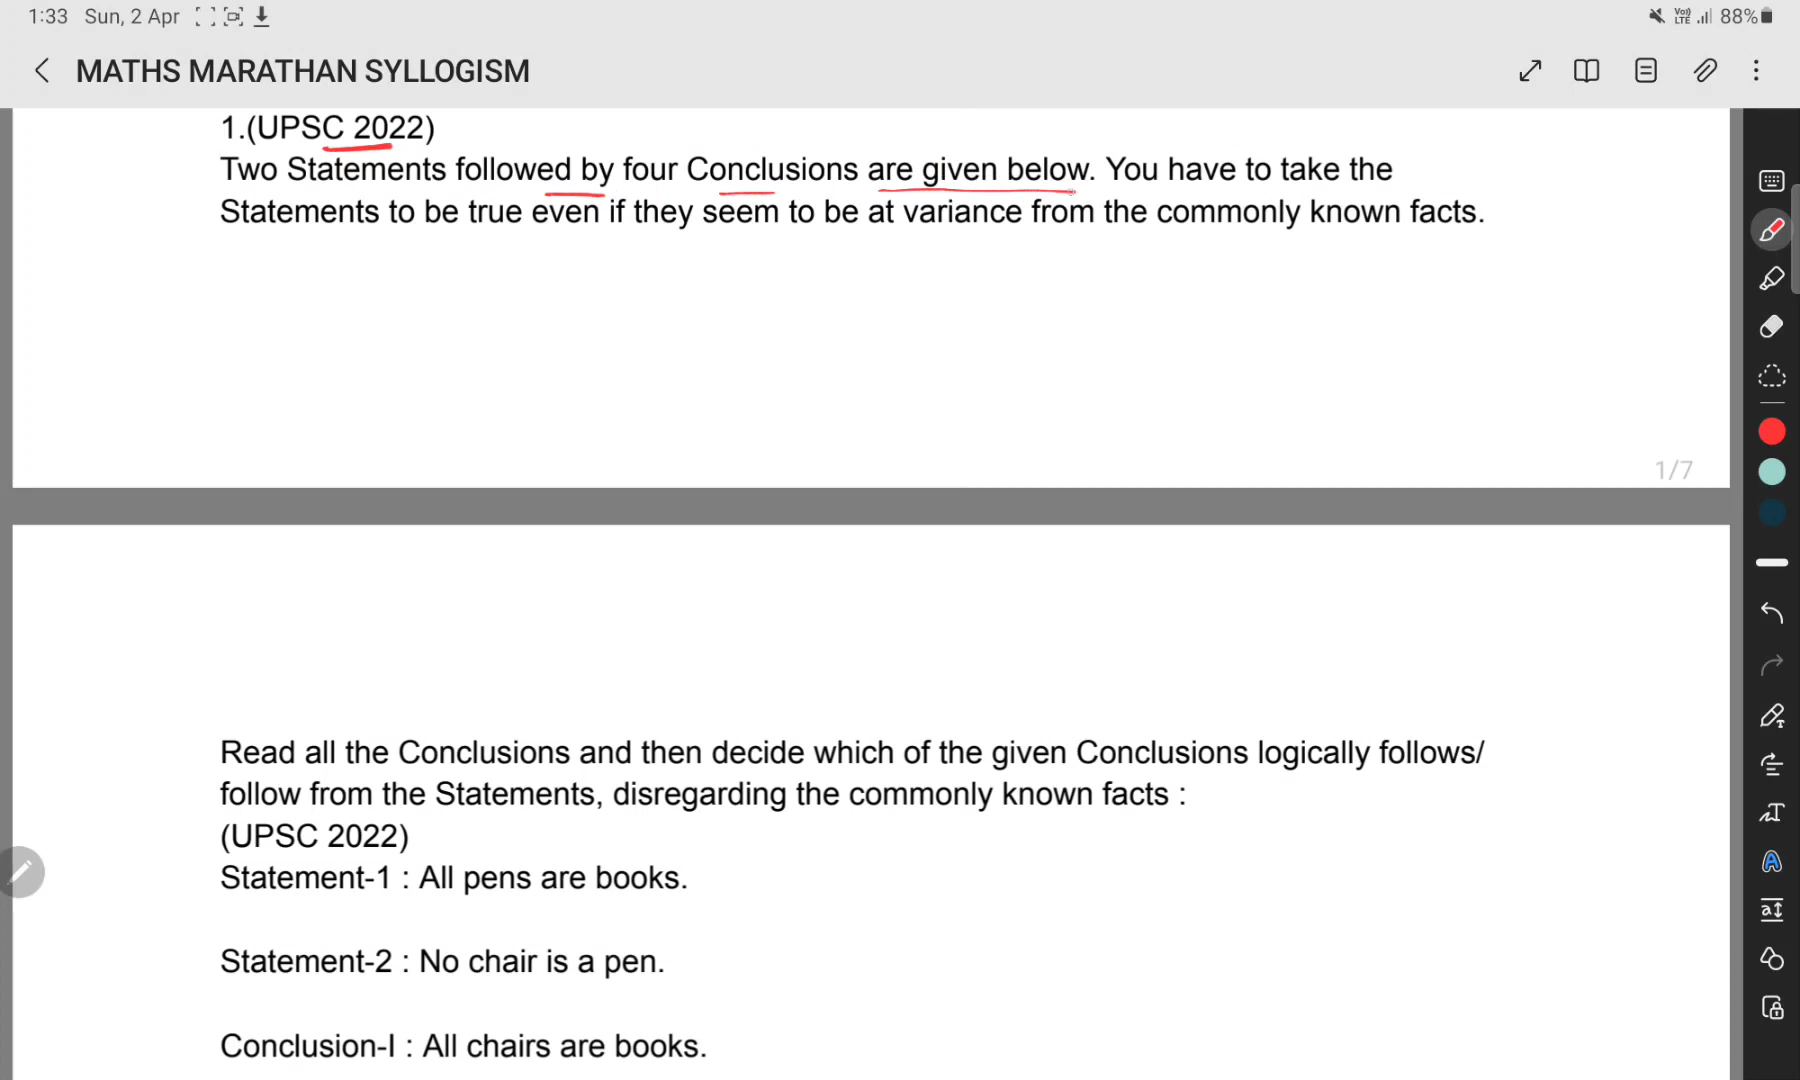 1:33 Sun, 2 Apr 88%
MATHS MARATHAN SYLLOGISM
1.(UPSC 2022)
Two Statements followed by four Conclusions are given below. You have to take the
Statements to be true even if they seem to be at variance from the commonly known facts.
1/7
Read all the Conclusions and then decide which of the given Conclusions logically follows/
follow from the Statements, disregarding the commonly known facts :
(UPSC 2022)
Statement-1 : All pens are books.
Statement-2 : No chair is a pen.
Conclusion-I : All chairs are books.